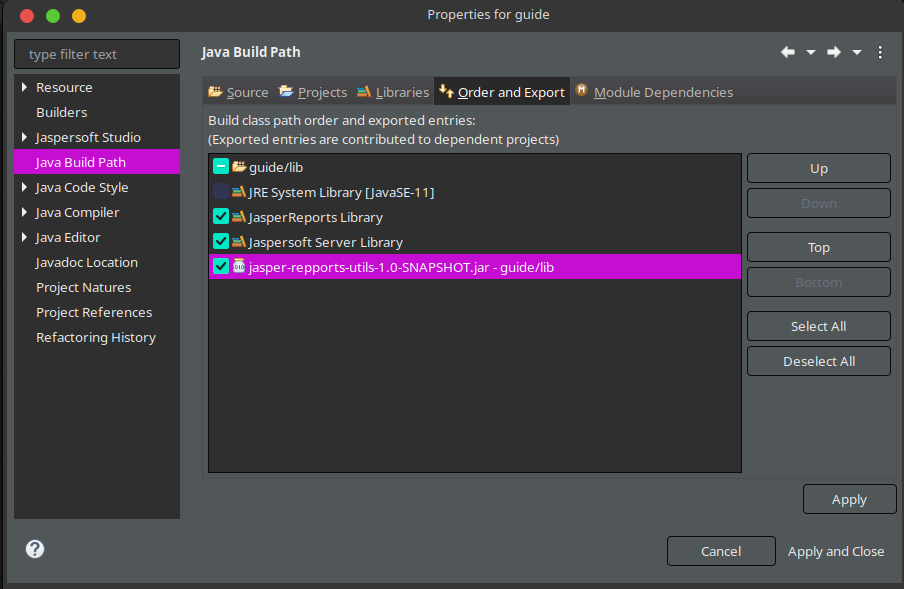 Properties for guide
type filter text
Resource
Builders
Jaspersoft Studio
Java Build Path
Java Code Style
Java Compiler
Java Editor
Javadoc Location
Project Natures
Project References
Refactoring History
Java Build Path
Source Projects Libraries Order and Export Module Dependencies
Build class path order and exported entries:
(Exported entries are contributed to dependent projects)
guide/lib
JRE System Library [JavaSE-11]
JasperReports Library
Jaspersoft Server Library
jasper-repports-utils-1.0-SNAPSHOT.jar - guide/lib
Up
Down
Top
Bottom
Select All
Deselect All
Apply
Cancel
Apply and Close